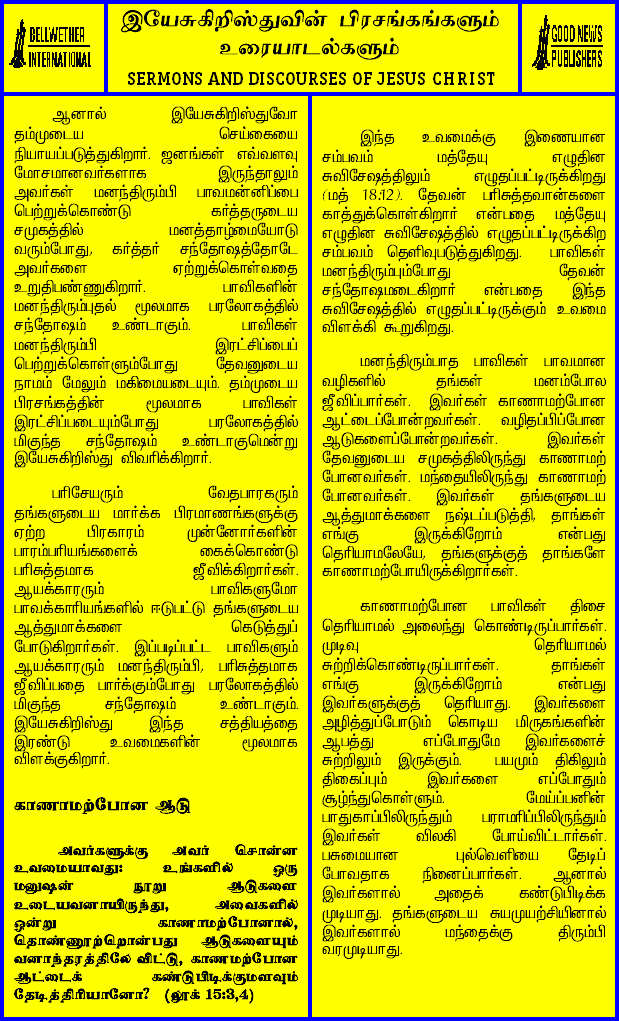 BELLWETHER
INTERNATIONAL
இயேசுகிறிஸ்துவின் பிரசங்கங்களும்
உரையாடல்களும்
SERMONS AND DISCOURSES OF JESUS CHRIST
GOOD NEWS
PUBLISHERS
ஆனால் இயேசுகிறிஸ்துவோ
தம்முடைய செய்கையை
நியாயப்படுத்துகிறார். ஜனங்கள் எவ்வளவு
மோசமானவர்களாக இருந்தாலும்
அவர்கள் மனந்திரும்பி பாவமன்னிப்பை
பெற்றுக்கொண்டு கர்த்தருடைய
சமுகத்தில் மனத்தாழ்மையோடு
வரும்போது, கர்த்தர் சந்தோஷத்தோடே
அவர்களை ஏற்றுக்கொள்வதை
உறுதிபண்ணுகிறார். பாவிகளின்
மனந்திரும்புதல் மூலமாக பரலோகத்தில்
சந்தோஷம் உண்டாகும். பாவிகள்
மனந்திரும்பி இரட்சிப்பைப்
பெற்றுக்கொள்ளும்போது தேவனுடைய
நாமம் மேலும் மகிமையடையும். தம்முடைய
பிரசங்கத்தின் மூலமாக பாவிகள்
இரட்சிப்படையும்போது பரலோகத்தில்
மிகுந்த சந்தோஷம் உண்டாகுமென்று
இயேசுகிறிஸ்து விவரிக்கிறார்.
பரிசேயரும் வேதபாரகரும்
தங்களுடைய மார்க்க பிரமாணங்களுக்கு
ஏற்ற பிரகாரம் முன்னோர்களின்
பாரம்பரியங்களைக் கைக்கொண்டு
பரிசுத்தமாக ஜீவிக்கிறார்கள்.
ஆயக்காரரும் பாவிகளுமோ
பாவக்காரியங்களில் ஈடுபட்டு தங்களுடைய
ஆத்துமாக்களை கெடுத்துப்
போடுகிறார்கள். இப்படிப்பட்ட பாவிகளும்
ஆயக்காரரும் மனந்திரும்பி, பரிசுத்தமாக
ஜீவிப்பதை பார்க்கும்போது பரலோகத்தில்
மிகுந்த சந்தோஷம் உண்டாகும்.
இயேசுகிறிஸ்து இந்த சத்தியத்தை
இரண்டு உவமைகளின் மூலமாக
விளக்குகிறார்.
காணாமற்போன ஆடு
அவர்களுக்கு அவர் சொன்ன
உவமையாவது: உங்களில் ஒரு
மனுஷன் நூறு ஆடுகளை
உடையவனாயிருந்து, அவைகளில்
ஒன்று காணாமற்போனால்,
தொண்ணூற்றொன்பது ஆடுகளையும்
வனாந்தரத்திலே விட்டு, காணாமற்போன
ஆட்டைக் கண்டுபிடிக்குமளவும்
தேடித்திரியானோ? (லூக் 15:3,4)
இந்த உவமைக்கு இணையான
சம்பவம் மத்தேயு எழுதின
சுவிசேஷத்திலும் எழுதப்பட்டிருக்கிறது
(மத் 18:12). தேவன் பரிசுத்தவான்களை
காத்துக்கொள்கிறார் என்பதை மத்தேயு
எழுதின சுவிசேஷத்தில் எழுதப்பட்டிருக்கிற
சம்பவம் தெளிவுபடுத்துகிறது. பாவிகள்
மனந்திரும்பும்போது தேவன்
சந்தோஷமடைகிறார் என்பதை இந்த
சுவிசேஷத்தில் எழுதப்பட்டிருக்கும் உவமை
விளக்கி கூறுகிறது.
மனந்திரும்பாத பாவிகள் பாவமான
வழிகளில் தங்கள் மனம்போல
ஜீவிப்பார்கள். இவர்கள் காணாமற்போன
ஆட்டைப்போன்றவர்கள். வழிதப்பிப்போன
ஆடுகளைப்போன்றவர்கள். இவர்கள்
தேவனுடைய சமுகத்திலிருந்து காணாமற்
போனவர்கள். மந்தையிலிருந்து காணாமற்
போனவர்கள். இவர்கள் தங்களுடைய
ஆத்துமாக்களை நஷ்டப்படுத்தி, தாங்கள்
எங்கு இருக்கிறோம் என்பது
தெரியாமலேயே, தங்களுக்குத் தாங்களே
காணாமற்போயிருக்கிறார்கள்.
காணாமற்போன பாவிகள் திசை
தெரியாமல் அலைந்து கொண்டிருப்பார்கள்.
முடிவு தெரியாமல்
சுற்றிக்கொண்டிருப்பார்கள். தாங்கள்
எங்கு இருக்கிறோம் என்பது
இவர்களுக்குத் தெரியாது. இவர்களை
அழித்துப்போடும் கொடிய மிருகங்களின்
ஆபத்து எப்போதுமே இவர்களைச்
சுற்றிலும் இருக்கும். பயமும் திகிலும்
திகைப்பும் இவர்களை எப்போதும்
சூழ்ந்துகொள்ளும். மேய்ப்பனின்
பாதுகாப்பிலிருந்தும் பராமரிப்பிலிருந்தும்
இவர்கள் விலகி போய்விட்டார்கள்.
பசுமையான புல்வெளியை தேடிப்
போவதாக நினைப்பார்கள். ஆனால்
இவர்களால் அதைக் கண்டுபிடிக்க
முடியாது. தங்களுடைய சுயமுயற்சியினால்
இவர்களால் மந்தைக்கு திரும்பி
வரமுடியாது.